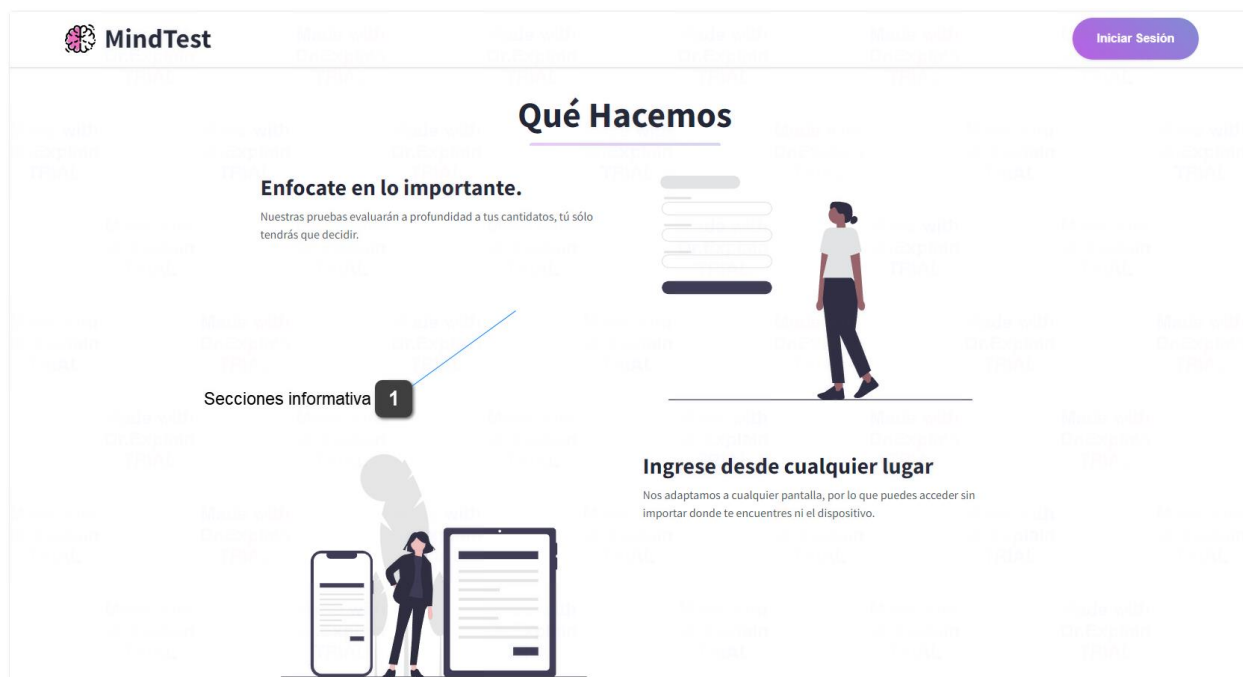 MindTest
Iniciar Sesión
Qué Hacemos
Enfocate en lo importante.
Nuestras pruebas evaluarán a profundidad a tus cantidatos, tú sólo
tendrás que decidir.
Secciones informativa 1
Ingrese desde cualquier lugar
Nos adaptamos a cualquier pantalla, por lo que puedes acceder sin
importar donde te encuentres ni el dispositivo.